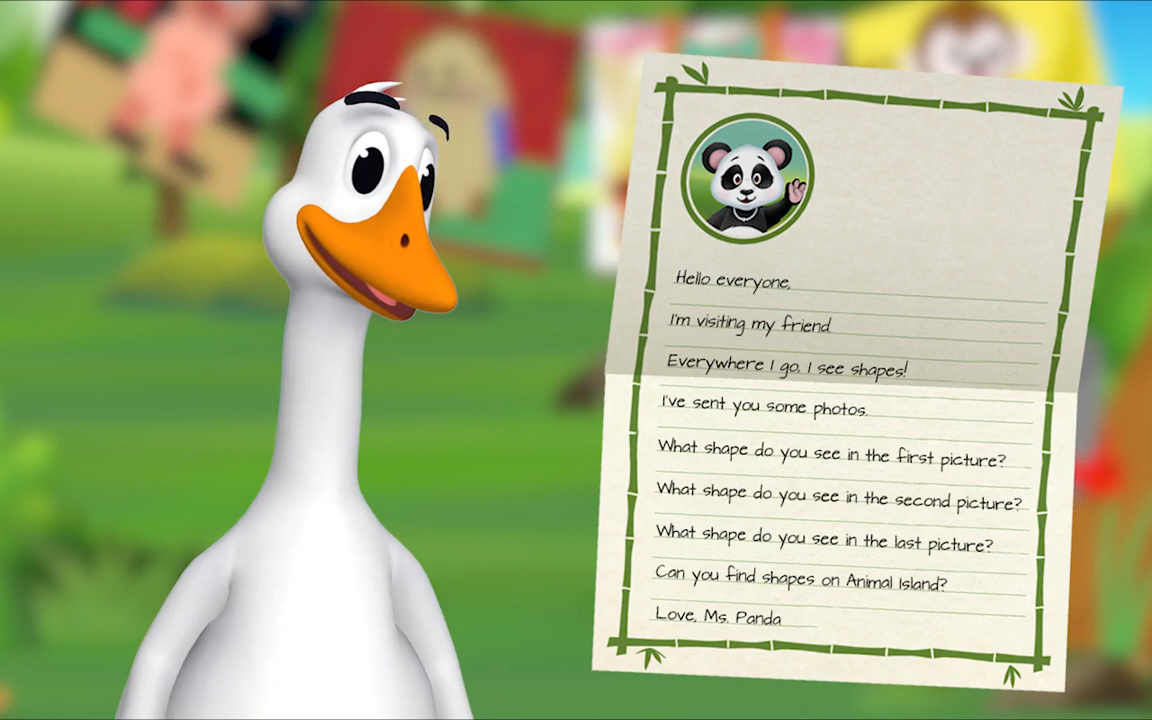 Hello everyone,
I'm visiting my friend.
Everywhere I go, I see shapes!
I've sent you some photos.
What shape do you see in the first picture?
What shape do you see in the second picture?
What shape do you see in the last picture?
Can you find shapes on Animal Island?
Love, Ms. Panda